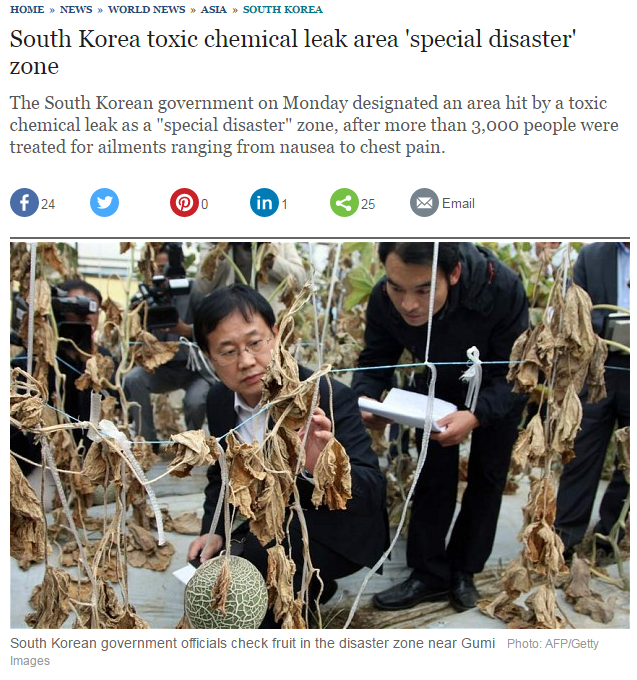 HOME » NEWS » WORLD NEWS » ASIA » SOUTH KOREA
South Korea toxic chemical leak area 'special disaster'
zone
The South Korean government on Monday designated an area hit by a toxic
chemical leak as a "special disaster" zone, after more than 3,000 people were
treated for ailments ranging from nausea to chest pain.
f 24 0 in 1 25 Email
South Korean government officials check fruit in the disaster zone near Gumi Photo: AFP/Getty
Images